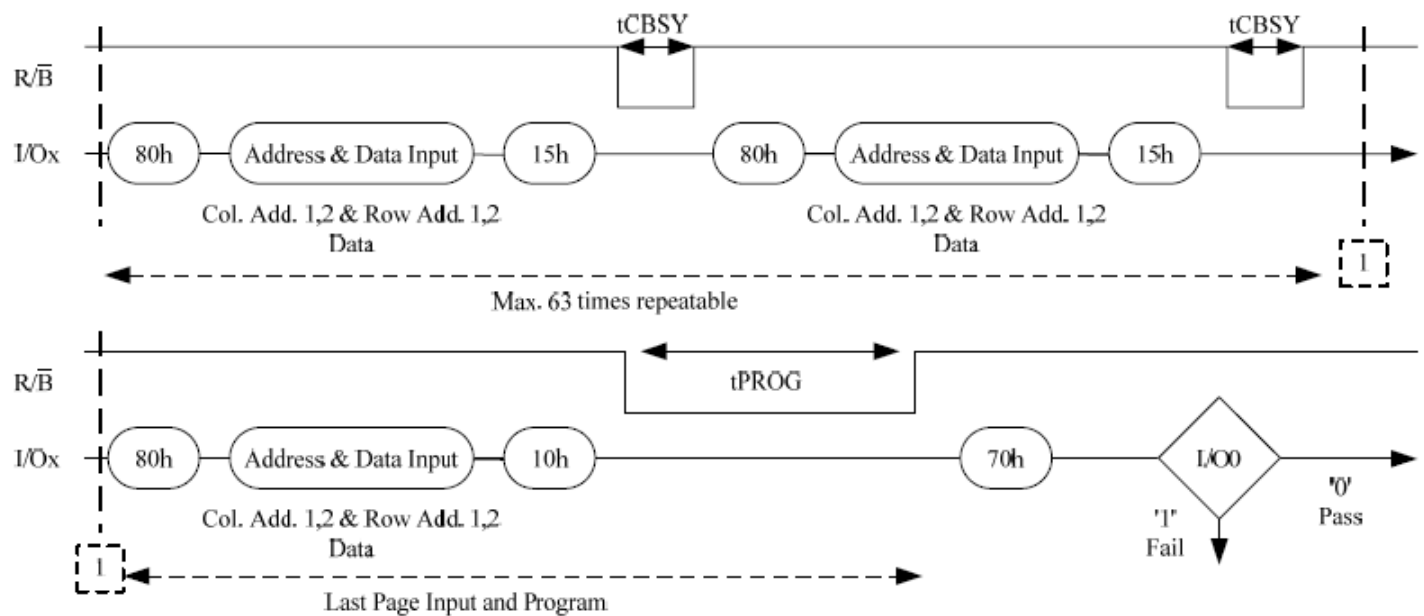 tCBSY tCBSY
R/B̅
I/Ox 80h Address & Data Input 15h 80h Address & Data Input 15h
Col. Add. 1,2 & Row Add. 1,2 Col. Add. 1,2 & Row Add. 1,2
Data Data
1
Max. 63 times repeatable
tPROG
R/B̅
I/Ox 80h Address & Data Input 10h 70h I/O0
Col. Add. 1,2 & Row Add. 1,2 '1' '0'
Data Fail Pass
1
Last Page Input and Program